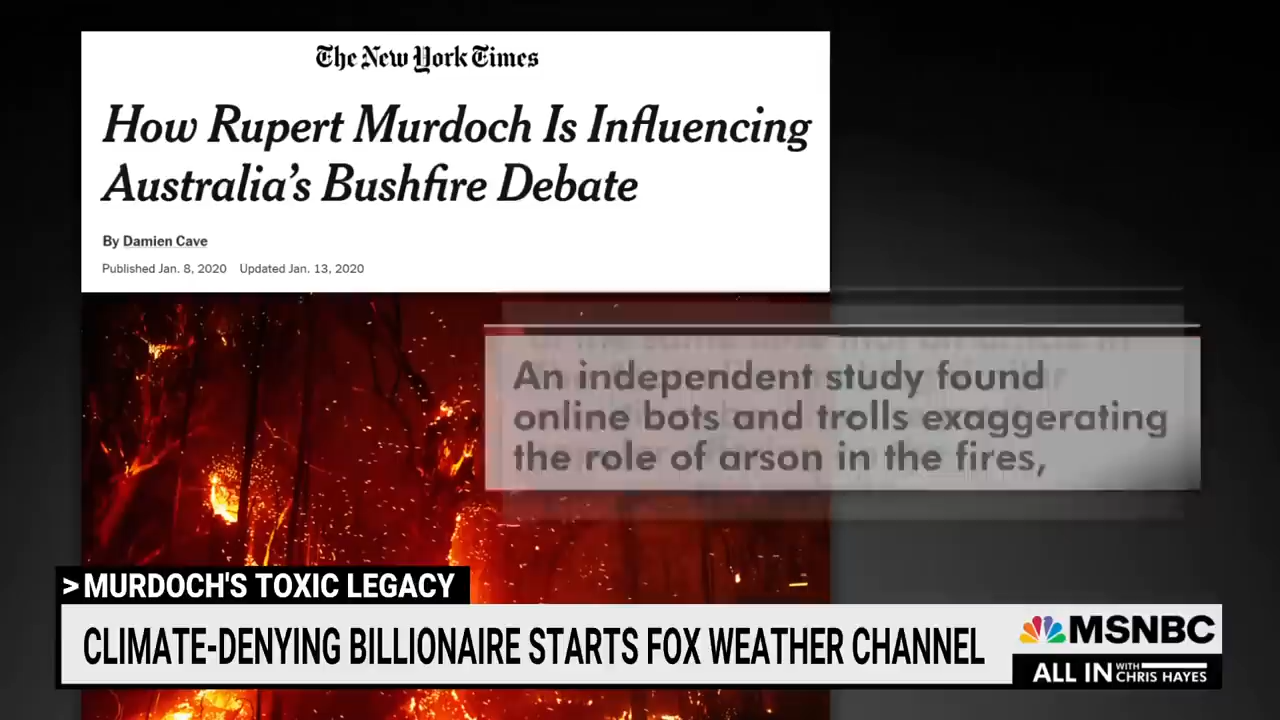 The New York Times
How Rupert Murdoch Is Influencing
Australia's Bushfire Debate
By Damien Cave
Published Jan. 8, 2020 Updated Jan. 13, 2020
An independent study found
online bots and trolls exaggerating
the role of arson in the fires,
> MURDOCH'S TOXIC LEGACY
CLIMATE-DENYING BILLIONAIRE STARTS FOX WEATHER CHANNEL
MSNBC
ALL IN WITH CHRIS HAYES